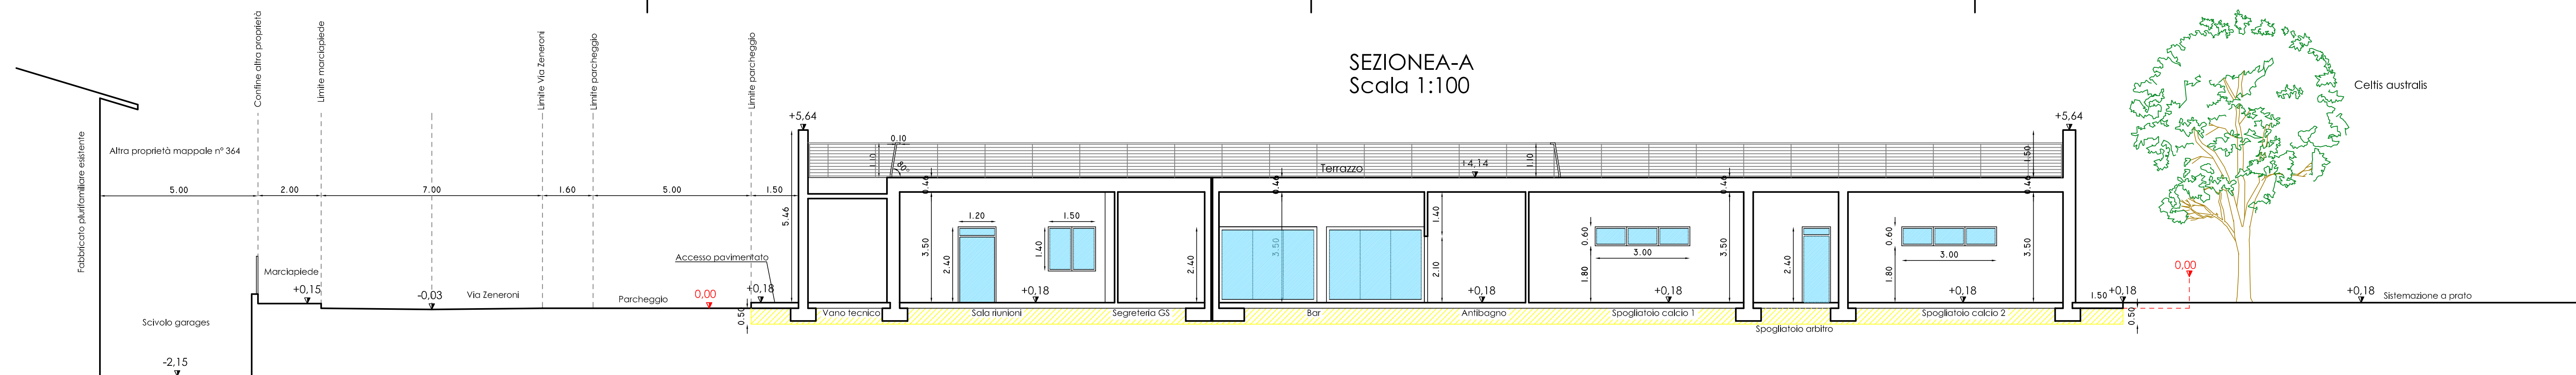 SEZIONEA-A
Scala 1:100
Fabbricato plurifamiliare esistente
Altra proprietà mappale n° 364
Confine altra proprietà
Limite marciapiede
Limite Via Zeneroni
Limite parcheggio
Limite parcheggio
5.00
2.00
7.00
1.60
5.00
1.50
Marciapiede
+0,15
-0,03
Via Zeneroni
Parcheggio
0,00
Accesso pavimentato
+0,18
Scivolo garages
-2,15
+5,64
5.46
0.50
0.10
1.10
80°
0.46
Terrazzo
+4,14
1.10
0.46
0.46
1.50
0.46
+5,64
1.20
1.50
3.50
2.40
1.40
2.40
+0,18
3.50
1.40
2.10
+0,18
0.60
1.80
3.00
3.50
+0,18
2.40
0.60
1.80
3.00
3.50
+0,18
Vano tecnico
Sala riunioni
Segreteria GS
Bar
Antibagno
Spogliatoio calcio 1
Spogliatoio arbitro
Spogliatoio calcio 2
1.50
+0,18
0.50
0,00
Celtis australis
+0,18
Sistemazione a prato